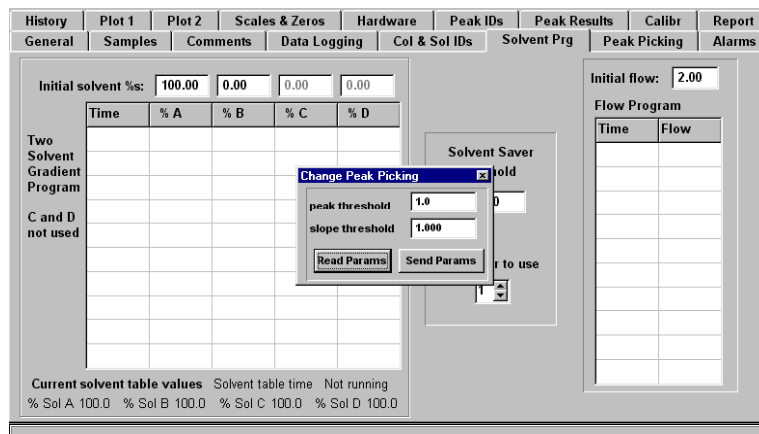 History Plot 1 Plot 2 Scales & Zeros Hardware Peak IDs Peak Results Calibr Report
General Samples Comments Data Logging Col & Sol IDs Solvent Prg Peak Picking Alarms
Initial solvent %s: 100.00 0.00 0.00 0.00
Time % A % B % C % D
Two
Solvent
Gradient
Program
C and D
not used
Current solvent table values Solvent table time Not running
% Sol A 100.0 % Sol B 100.0 % Sol C 100.0 % Sol D 100.0
Solvent Saver
r to use
1
Change Peak Picking
peak threshold 1.0
slope threshold 1.000
Read Params Send Params
Initial flow: 2.00
Flow Program
Time Flow